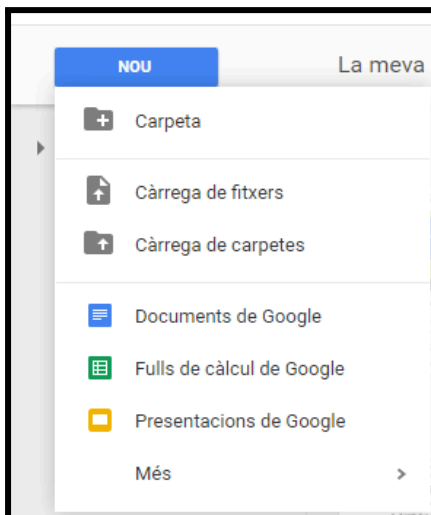 NOU
La meva
Carpeta
Càrrega de fitxers
Càrrega de carpetes
Documents de Google
Fulls de càlcul de Google
Presentacions de Google
Més